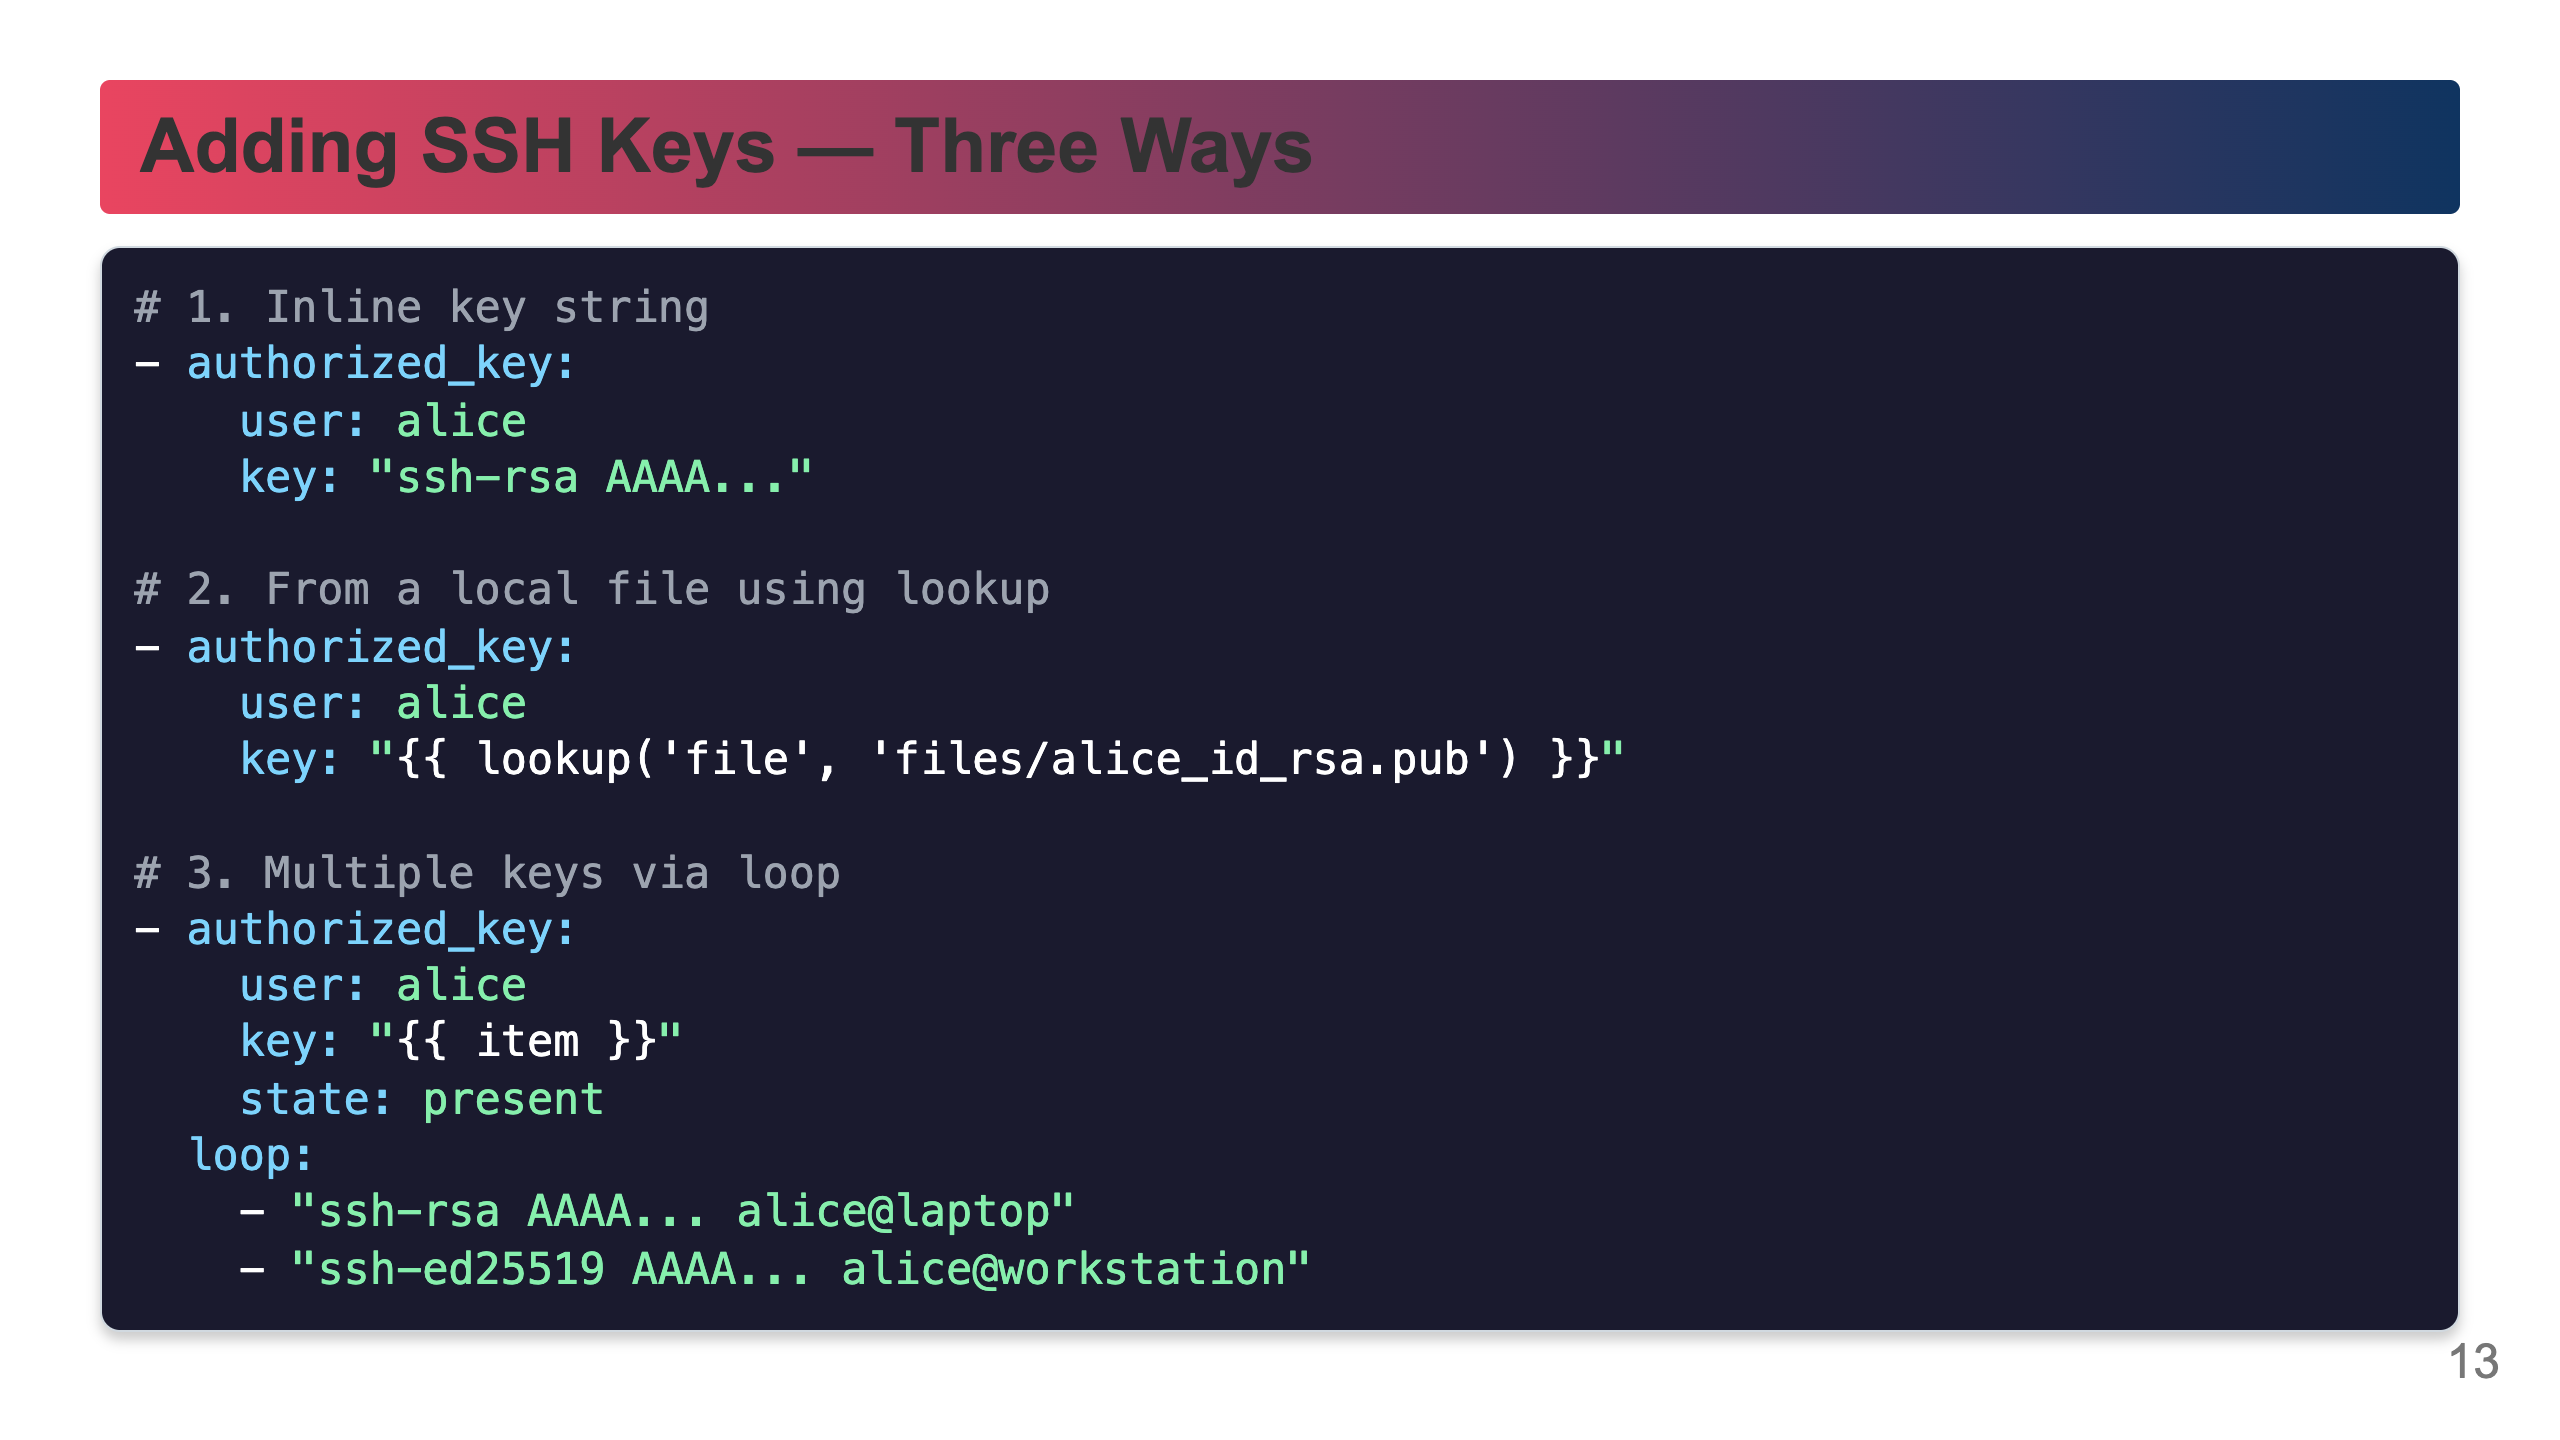 Adding SSH Keys — Three Ways
# 1. Inline key string
- authorized_key:
    user: alice
    key: "ssh-rsa AAAA..."

# 2. From a local file using lookup
- authorized_key:
    user: alice
    key: "{{ lookup('file', 'files/alice_id_rsa.pub') }}"

# 3. Multiple keys via loop
- authorized_key:
    user: alice
    key: "{{ item }}"
    state: present
  loop:
    - "ssh-rsa AAAA... alice@laptop"
    - "ssh-ed25519 AAAA... alice@workstation"
13